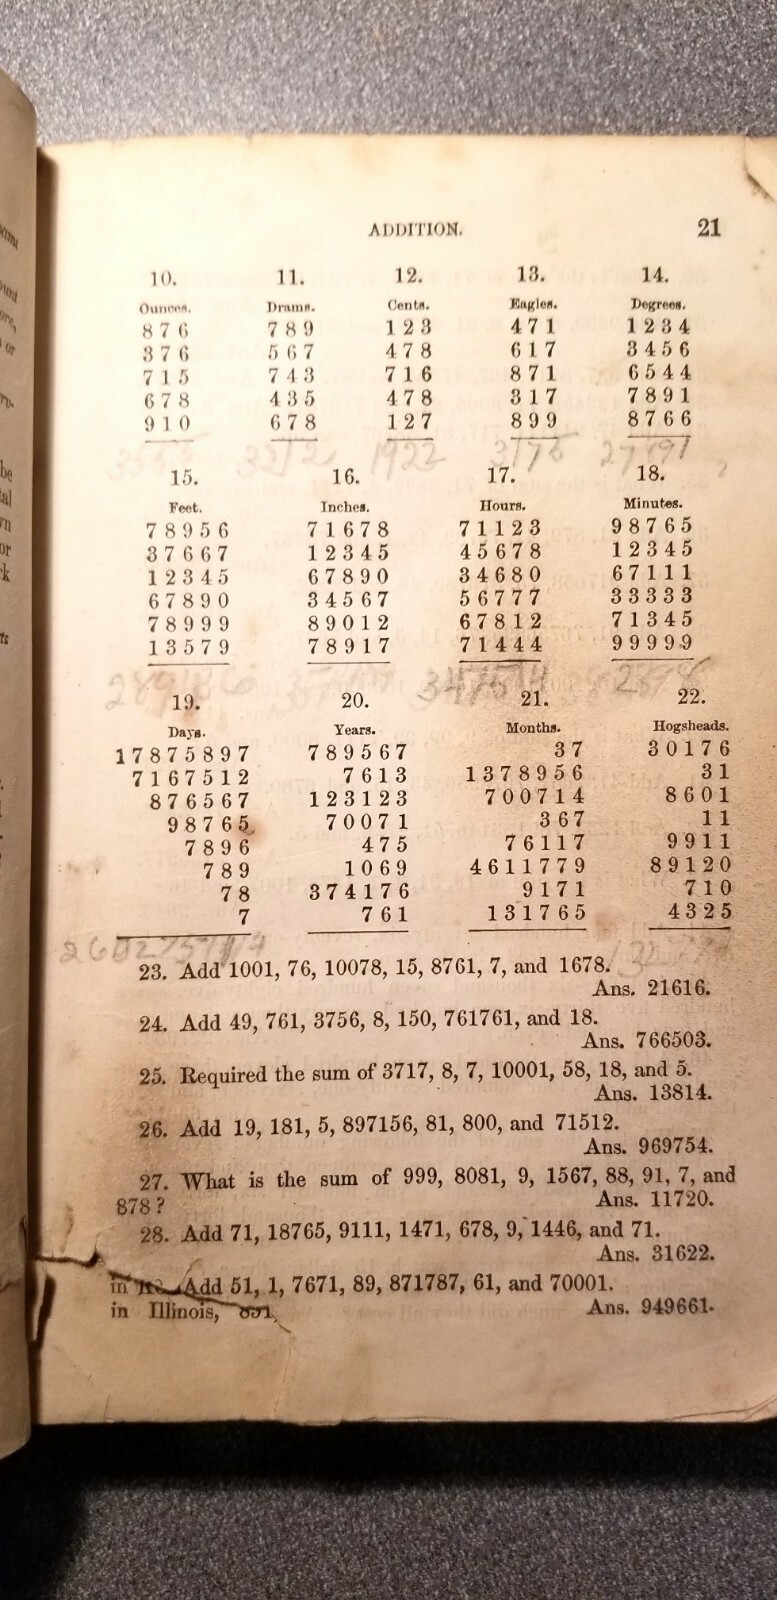 ADDITION. 21
10. 11. 12. 13. 14.
Ounces. Drams. Cents. Eagles. Degrees.
876 789 123 471 1234
376 567 478 617 3456
715 743 716 871 6544
678 435 478 317 7891
910 678 127 899 8766
3212 1922 3175 27891
15. 16. 17. 18.
Feet. Inches. Hours. Minutes.
78956 71678 71123 98765
37667 12345 45678 12345
12345 67890 34680 67111
67890 34567 56777 33333
78999 89012 67812 71345
13579 78917 71444 99999
19. 20. 21. 22.
Days. Years. Months. Hogsheads.
17875897 789567 37 30176
7167512 7613 1378956 31
876567 123123 700714 8601
98765 70071 367 11
7896 475 76117 9911
789 1069 4611779 89120
78 374176 9171 710
7 761 131765 4325
23. Add 1001, 76, 10078, 15, 8761, 7, and 1678.
Ans. 21616.
24. Add 49, 761, 3756, 8, 150, 761761, and 18.
Ans. 766503.
25. Required the sum of 3717, 8, 7, 10001, 58, 18, and 5.
Ans. 13814.
26. Add 19, 181, 5, 897156, 81, 800, and 71512.
Ans. 969754.
27. What is the sum of 999, 8081, 9, 1567, 88, 91, 7, and
878? Ans. 11720.
28. Add 71, 18765, 9111, 1471, 678, 9, 1446, and 71.
Ans. 31622.
in Add 51, 1, 7671, 89, 871787, 61, and 70001.
in Illinois, Ans. 949661.